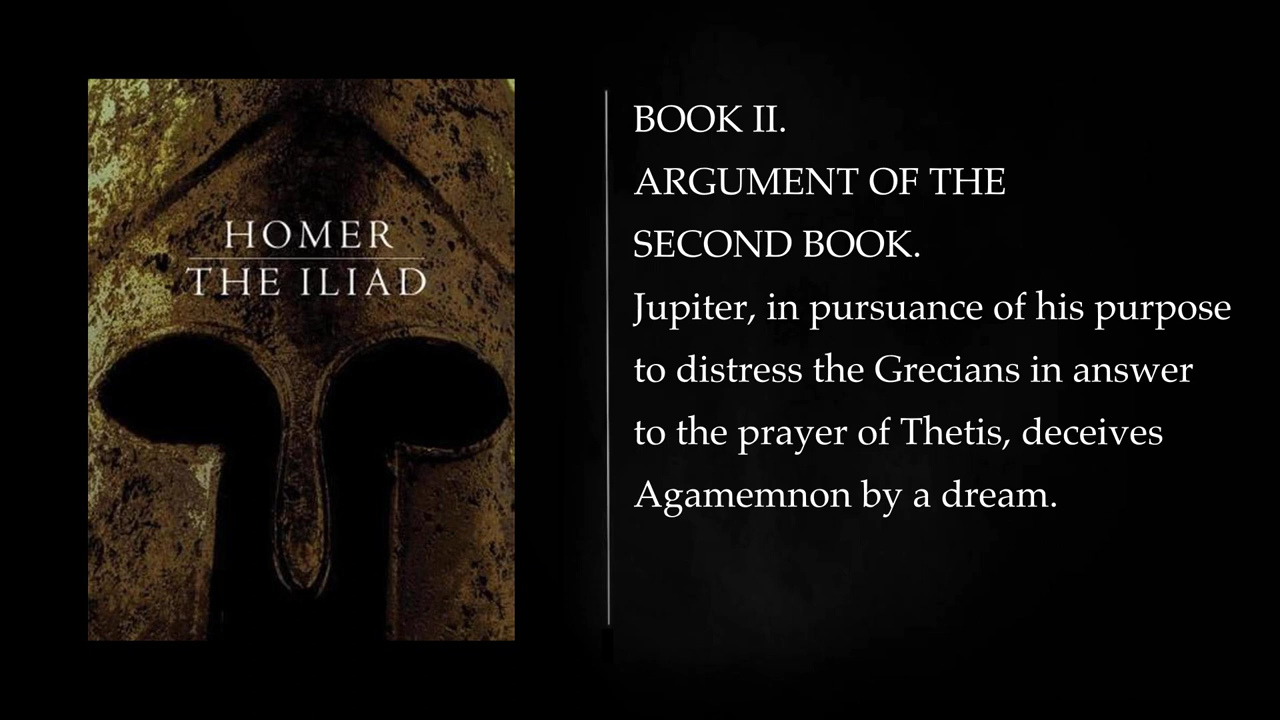 HOMER
THE ILIAD
BOOK II.
ARGUMENT OF THE
SECOND BOOK.
Jupiter, in pursuance of his purpose
to distress the Grecians in answer
to the prayer of Thetis, deceives
Agamemnon by a dream.